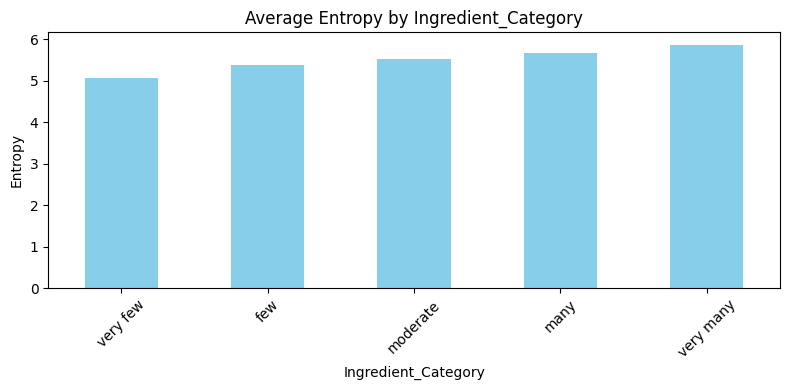 Average Entropy by Ingredient_Category
Entropy
6
5
4
3
2
1
0
very few
few
moderate
many
very many
Ingredient_Category